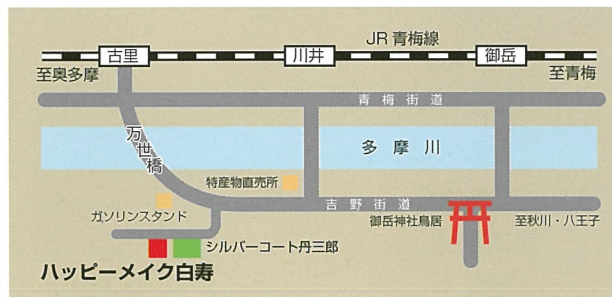 JR 青梅線
古里
川井
御岳
至奥多摩
至青梅
青梅街道
万世橋
多摩川
特産物直売所
吉野街道
ガソリンスタンド
御岳神社鳥居
至秋川・八王子
シルバーコート丹三郎
ハッピーメイク白寿